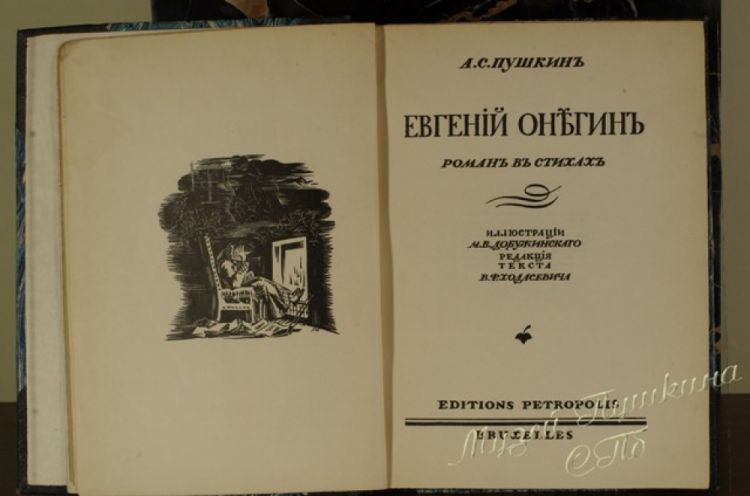 А.С.ПУШКИНЪ
ЕВГЕНІЙ ОНѢГИНЪ
РОМАНЪ ВЪ СТИХАХЪ
ИЛЛЮСТРАЦІИ
М.В.ДОБУЖИНСКАГО
РЕДАКЦІЯ
ТЕКСТА
В.Ф.ХОДАСЕВИЧА
EDITIONS PETROPOLIS
BRUXELLES
Музей Пушкина
СПб